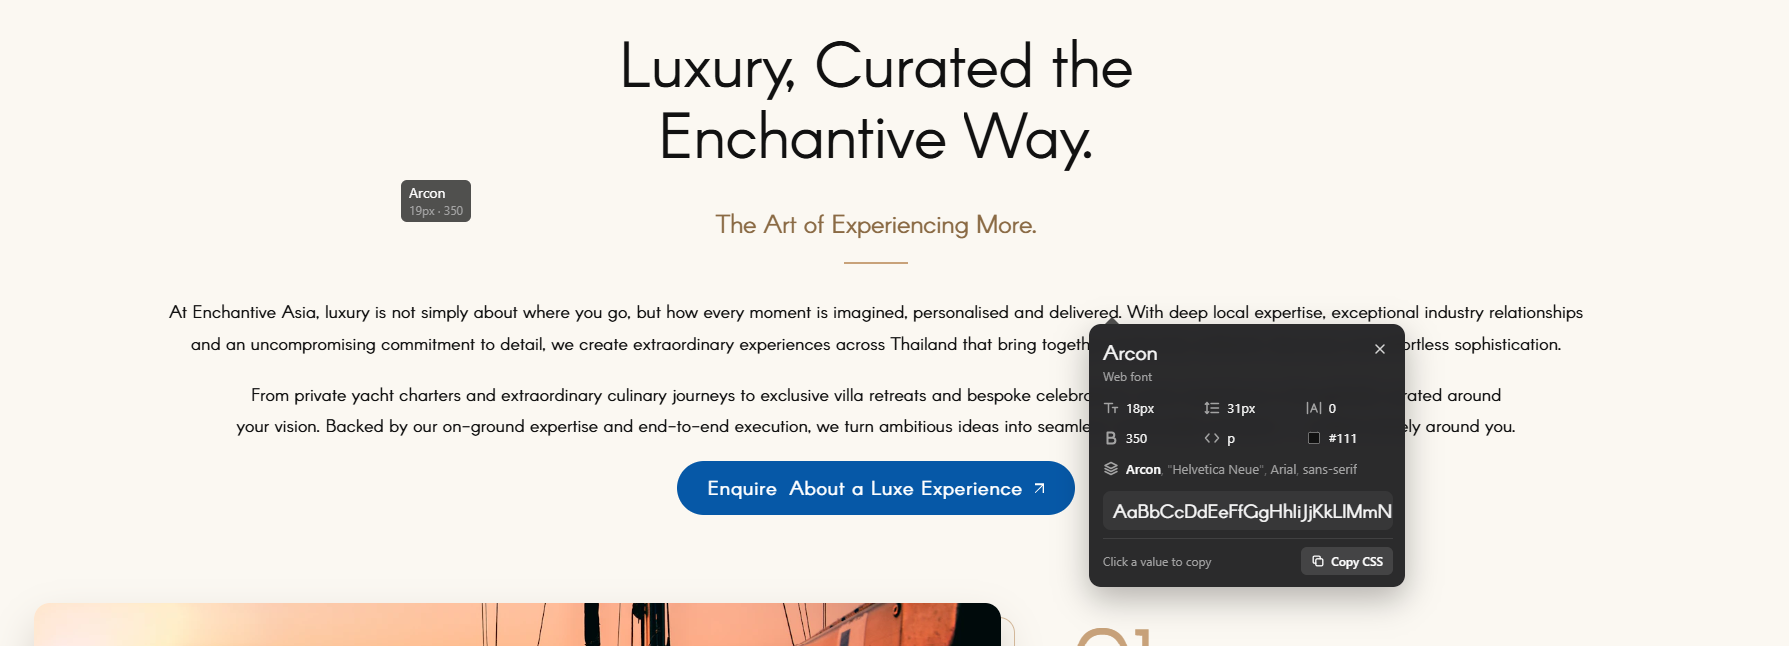 Luxury, Curated the
Enchantive Way.
Arcon
19px · 350
The Art of Experiencing More.
At Enchantive Asia, luxury is not simply about where you go, but how every moment is imagined, personalised and delivered. With deep local expertise, exceptional industry relationships
and an uncompromising commitment to detail, we create extraordinary experiences across Thailand that bring togeth
rtless sophistication.
From private yacht charters and extraordinary culinary journeys to exclusive villa retreats and bespoke celebra
rated around
your vision. Backed by our on-ground expertise and end-to-end execution, we turn ambitious ideas into seamle
ely around you.
Enquire  About a Luxe Experience
Arcon
Web font
18px
31px
0
350
p
#111
Arcon, "Helvetica Neue", Arial, sans-serif
AaBbCcDdEeFfGgHhIiJjKkLlMmN
Click a value to copy
Copy CSS
01